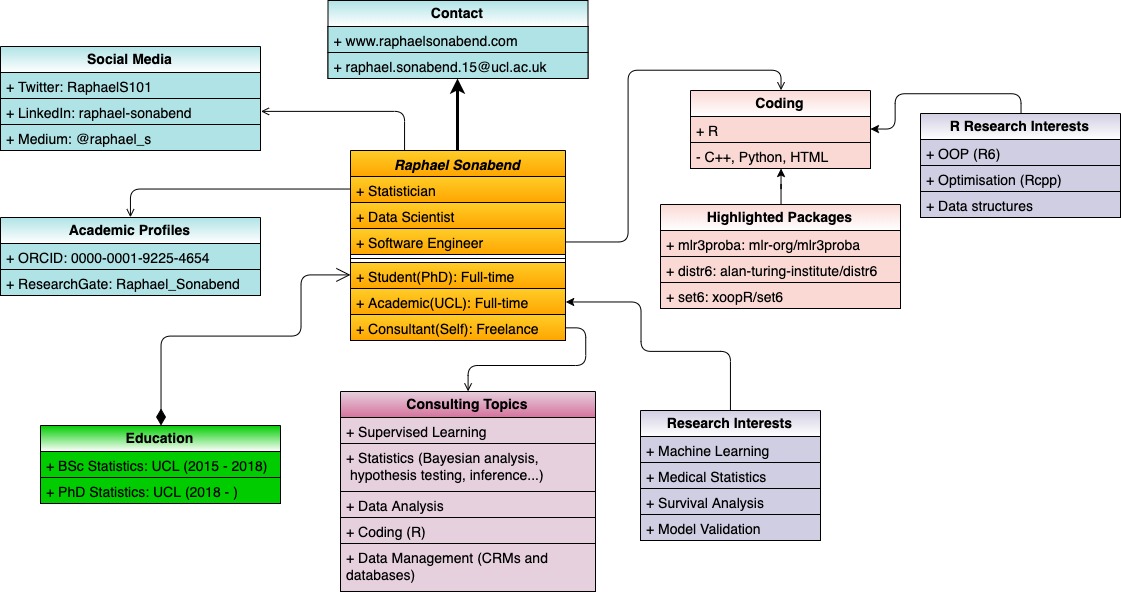 Contact
+ www.raphaelsonabend.com
+ raphael.sonabend.15@ucl.ac.uk
Social Media
+ Twitter: RaphaelS101
+ LinkedIn: raphael-sonabend
+ Medium: @raphael_s
Raphael Sonabend
+ Statistician
+ Data Scientist
+ Software Engineer
+ Student(PhD): Full-time
+ Academic(UCL): Full-time
+ Consultant(Self): Freelance
Coding
+ R
- C++, Python, HTML
R Research Interests
+ OOP (R6)
+ Optimisation (Rcpp)
+ Data structures
Highlighted Packages
+ mlr3proba: mlr-org/mlr3proba
+ distr6: alan-turing-institute/distr6
+ set6: xoopR/set6
Academic Profiles
+ ORCID: 0000-0001-9225-4654
+ ResearchGate: Raphael_Sonabend
Education
+ BSc Statistics: UCL (2015 - 2018)
+ PhD Statistics: UCL (2018 - )
Consulting Topics
+ Supervised Learning
+ Statistics (Bayesian analysis,
hypothesis testing, inference...)
+ Data Analysis
+ Coding (R)
+ Data Management (CRMs and
databases)
Research Interests
+ Machine Learning
+ Medical Statistics
+ Survival Analysis
+ Model Validation